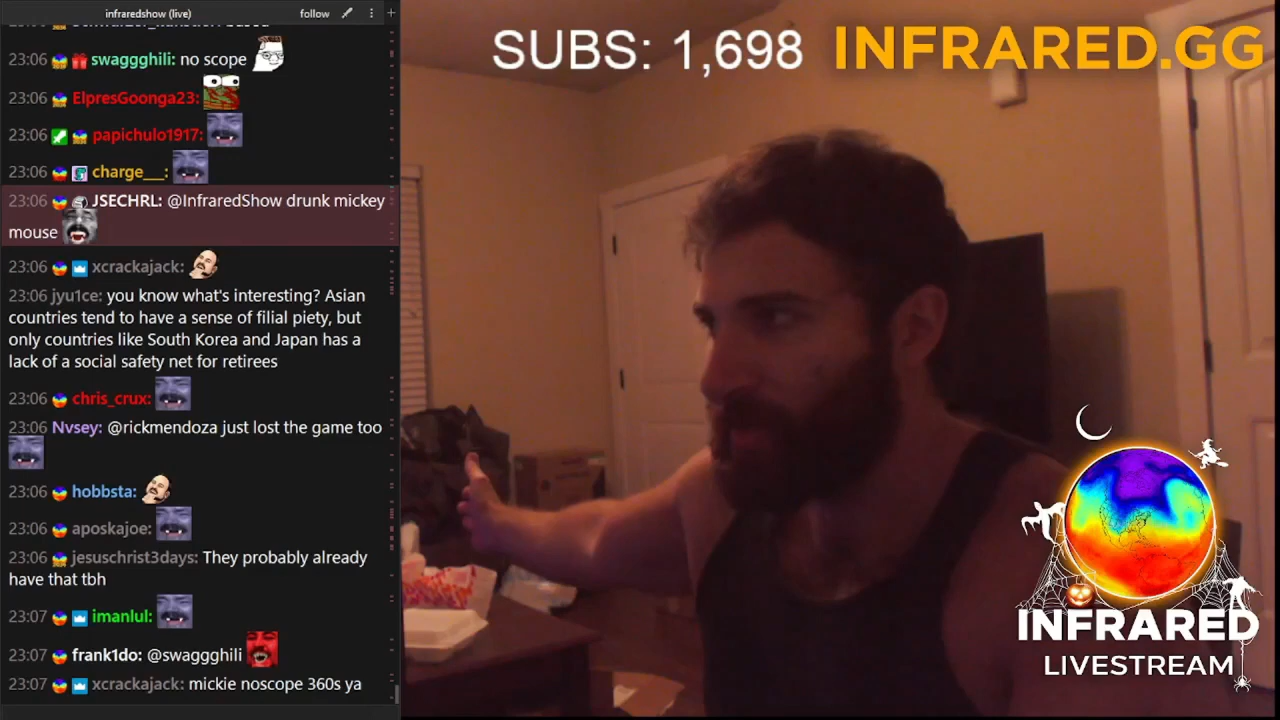 infraredshow (live)
follow
SUBS: 1,698
INFRARED.GG
23:06 swaggghili: no scope
23:06 ElpresGoonga23:
23:06 papichulo1917:
23:06 charge___:
23:06 JSECHRL: @InfraredShow drunk mickey
mouse
23:06 xcrackajack:
23:06 jyu1ce: you know what's interesting? Asian
countries tend to have a sense of filial piety, but
only countries like South Korea and Japan has a
lack of a social safety net for retirees
23:06 chris_crux:
23:06 Nvsey: @rickmendoza just lost the game too
23:06 hobbsta:
23:06 aposkajoe:
23:06 jesuschrist3days: They probably already
have that tbh
23:07 imanlul:
23:07 frank1do: @swaggghili
23:07 xcrackajack: mickie noscope 360s ya
INFRARED
LIVESTREAM